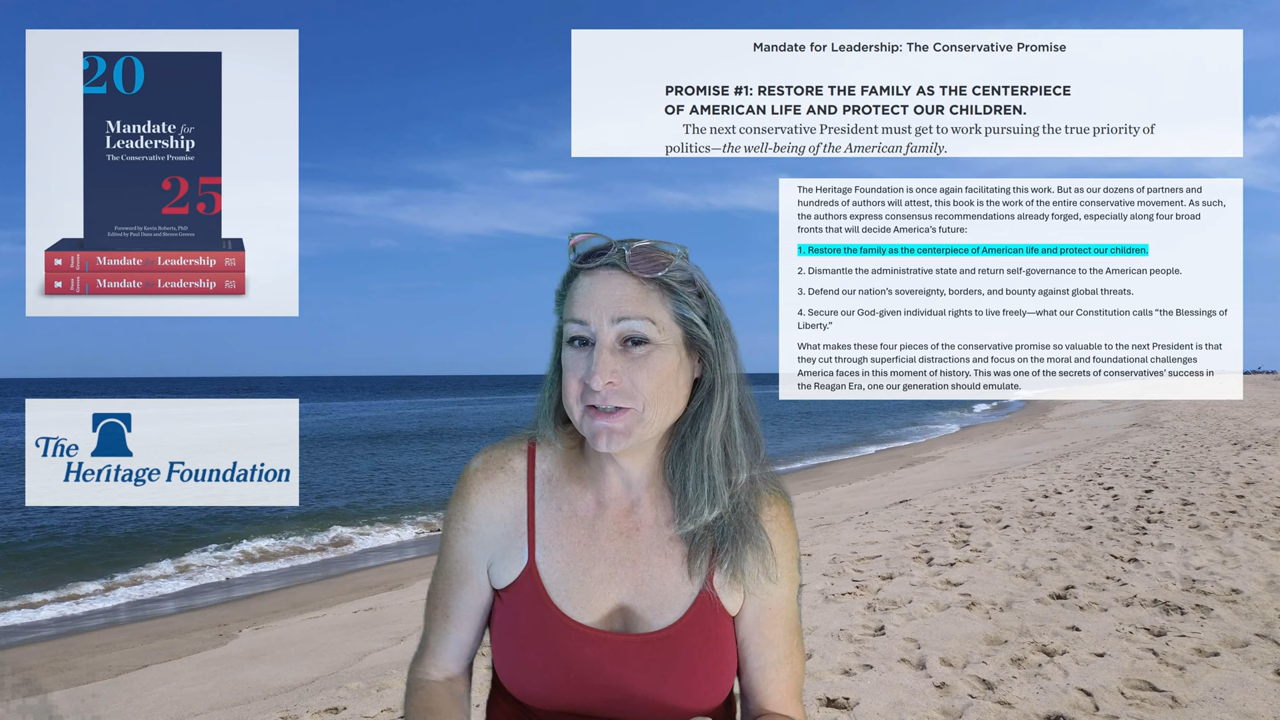 20
Mandate for
Leadership
The Conservative Promise
25
Foreword by Kevin Roberts, PhD
Edited by Paul Dans and Steven Groves
Dans
Groves
Mandate for Leadership
Dans
Groves
Mandate for Leadership
The
Heritage Foundation
Mandate for Leadership: The Conservative Promise
PROMISE #1: RESTORE THE FAMILY AS THE CENTERPIECE
OF AMERICAN LIFE AND PROTECT OUR CHILDREN.
The next conservative President must get to work pursuing the true priority of
politics—the well-being of the American family.
The Heritage Foundation is once again facilitating this work. But as our dozens of partners and
hundreds of authors will attest, this book is the work of the entire conservative movement. As such,
the authors express consensus recommendations already forged, especially along four broad
fronts that will decide America's future:
1. Restore the family as the centerpiece of American life and protect our children.
2. Dismantle the administrative state and return self-governance to the American people.
3. Defend our nation's sovereignty, borders, and bounty against global threats.
4. Secure our God-given individual rights to live freely—what our Constitution calls "the Blessings of
Liberty."
What makes these four pieces of the conservative promise so valuable to the next President is that
they cut through superficial distractions and focus on the moral and foundational challenges
America faces in this moment of history. This was one of the secrets of conservatives' success in
the Reagan Era, one our generation should emulate.